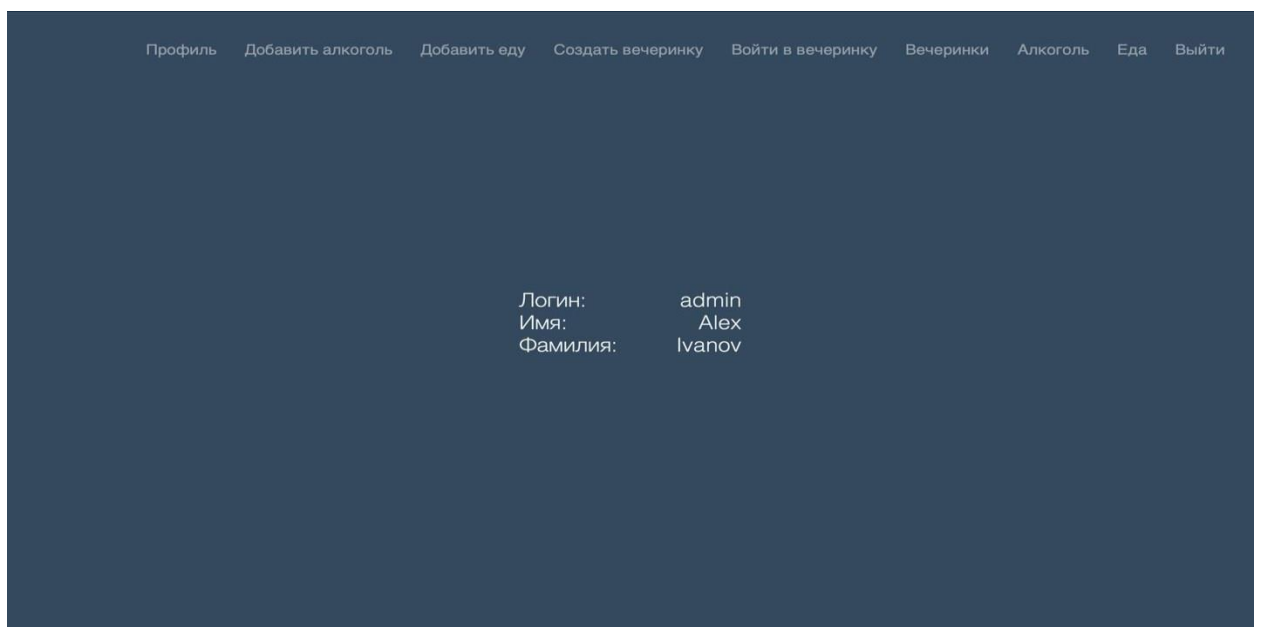 Профиль Добавить алкоголь Добавить еду Создать вечеринку Войти в вечеринку Вечеринки Алкоголь Еда Выйти
Логин: admin
Имя: Alex
Фамилия: Ivanov